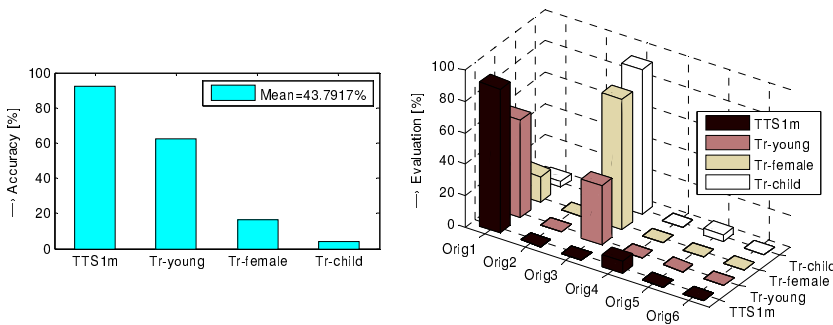 —› Accuracy [%]
100
80
60
40
20
0
Mean=43.7917%
TTS1m Tr-young Tr-female Tr-child
—› Evaluation [%]
100
80
60
40
20
0
TTS1m
Tr-young
Tr-female
Tr-child
Orig1
Orig2
Orig3
Orig4
Orig5
Orig6
Tr-child
Tr-female
Tr-young
TTS1m